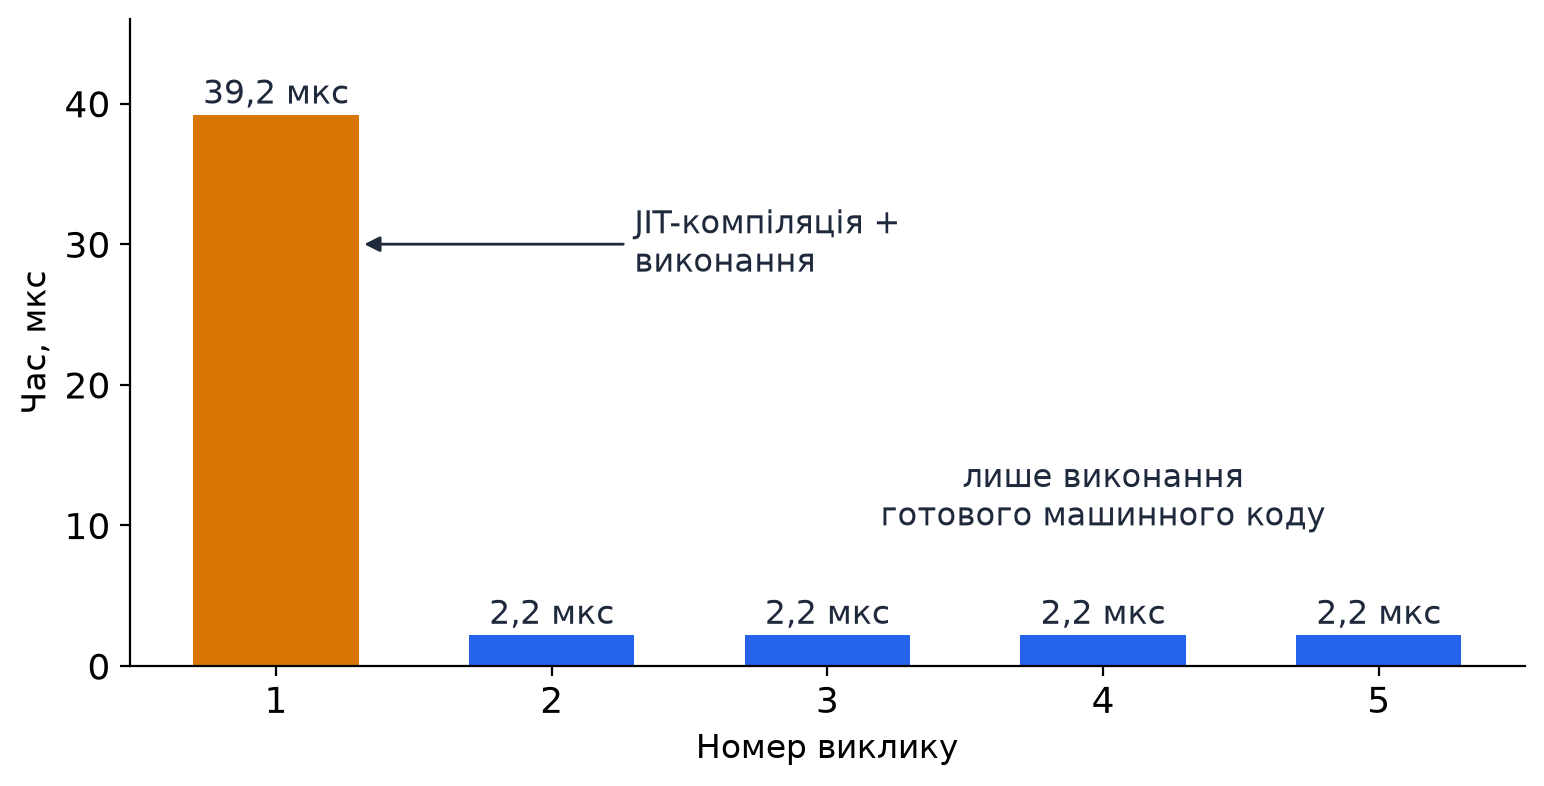 39,2 мкс
40
JIT-компіляція +
виконання
30
Час, мкс
20
лише виконання
готового машинного коду
10
2,2 мкс
2,2 мкс
2,2 мкс
2,2 мкс
0
1
2
3
4
5
Номер виклику